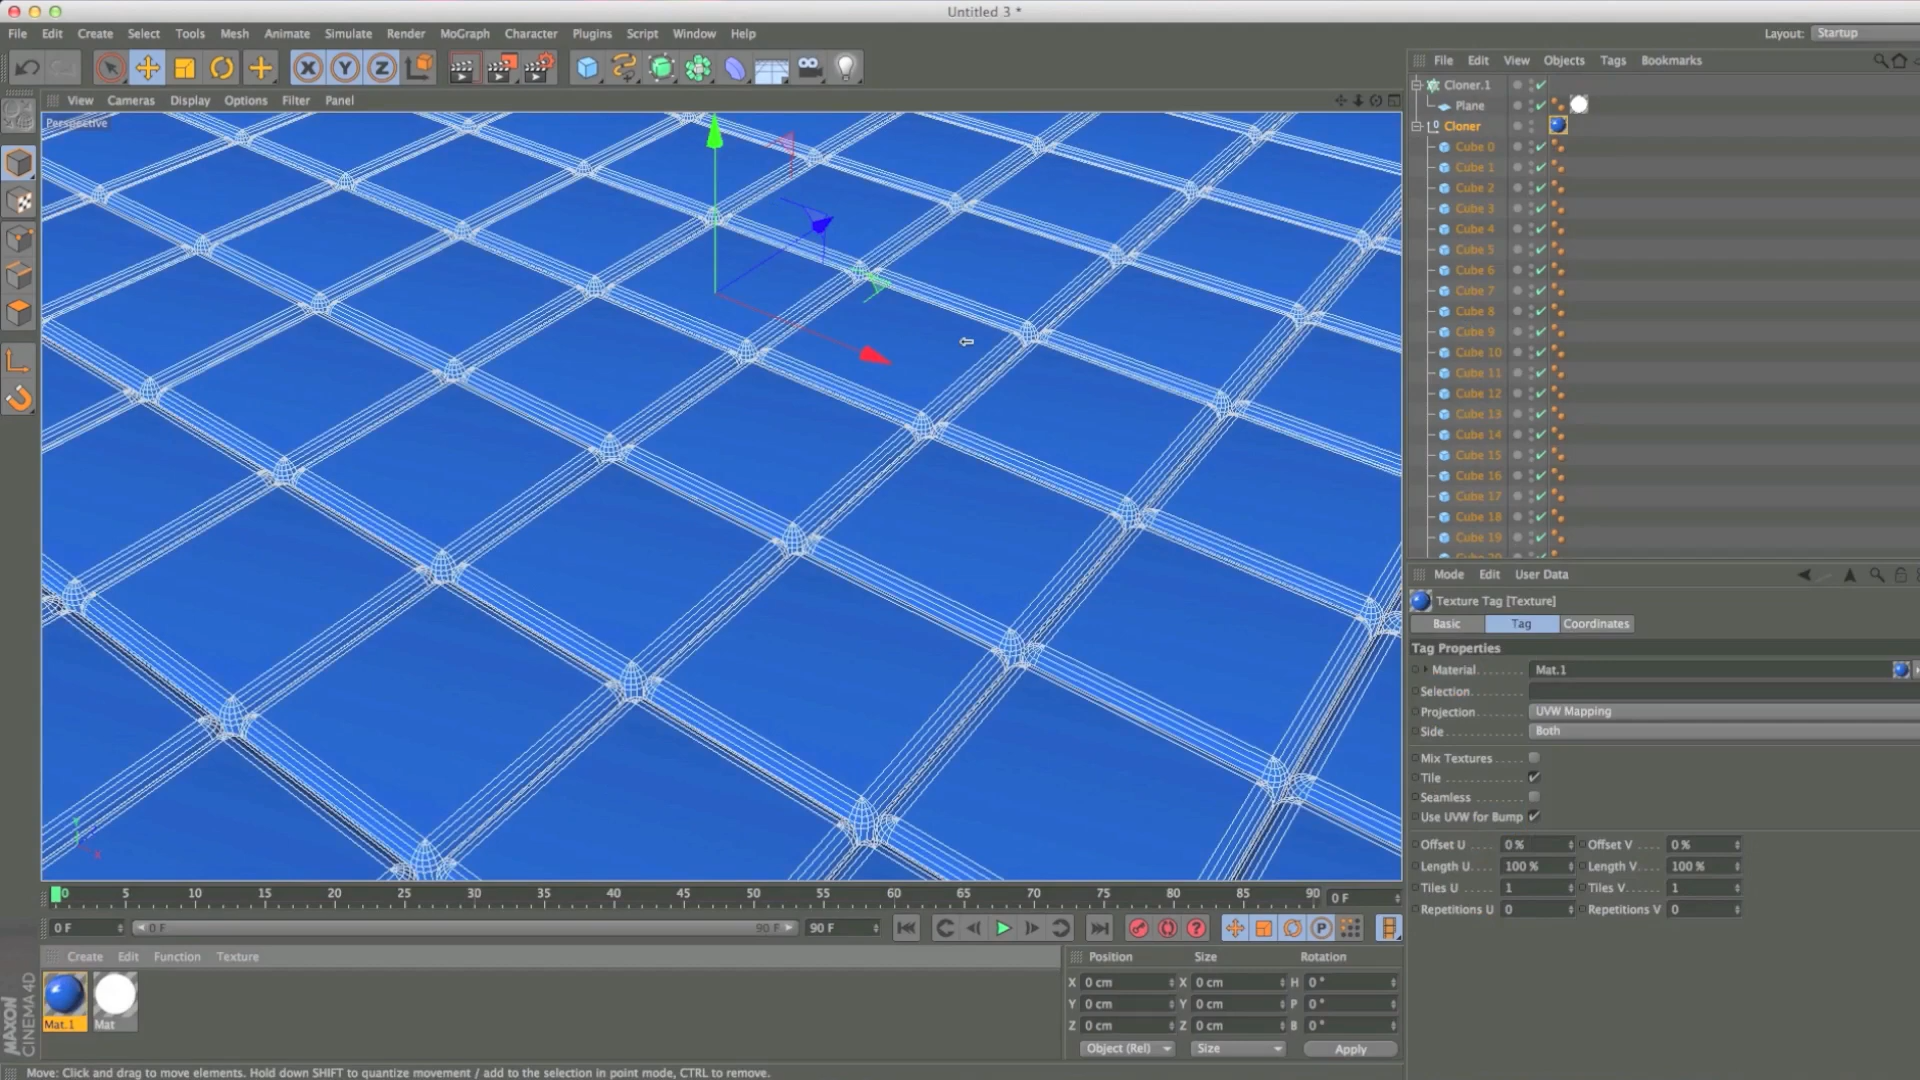 Untitled 3 *
File Edit Create Select Tools Mesh Animate Simulate Render MoGraph Character Plugins Script Window Help
Layout: Startup
View Cameras Display Options Filter Panel
Perspective
File Edit View Objects Tags Bookmarks
Cloner.1
Plane
Cloner
Cube 0
Cube 1
Cube 2
Cube 3
Cube 4
Cube 5
Cube 6
Cube 7
Cube 8
Cube 9
Cube 10
Cube 11
Cube 12
Cube 13
Cube 14
Cube 15
Cube 16
Cube 17
Cube 18
Cube 19
Mode Edit User Data
Texture Tag [Texture]
Basic Tag Coordinates
Tag Properties
Material........ Mat.1
Selection.......
Projection....... UVW Mapping
Side........... Both
Mix Textures
Tile
Seamless
Use UVW for Bump
Offset U 0 % Offset V 0 %
Length U 100 % Length V 100 %
Tiles U 1 Tiles V 1
Repetitions U 0 Repetitions V 0
0 5 10 15 20 25 30 35 40 45 50 55 60 65 70 75 80 85 90 0 F
0 F 0 F 90 F 90 F
Create Edit Function Texture
Mat.1 Mat
Position Size Rotation
X 0 cm X 0 cm H 0 °
Y 0 cm Y 0 cm P 0 °
Z 0 cm Z 0 cm B 0 °
Object (Rel) Size Apply
MAXON
CINEMA 4D
Move: Click and drag to move elements. Hold down SHIFT to quantize movement / add to the selection in point mode, CTRL to remove.